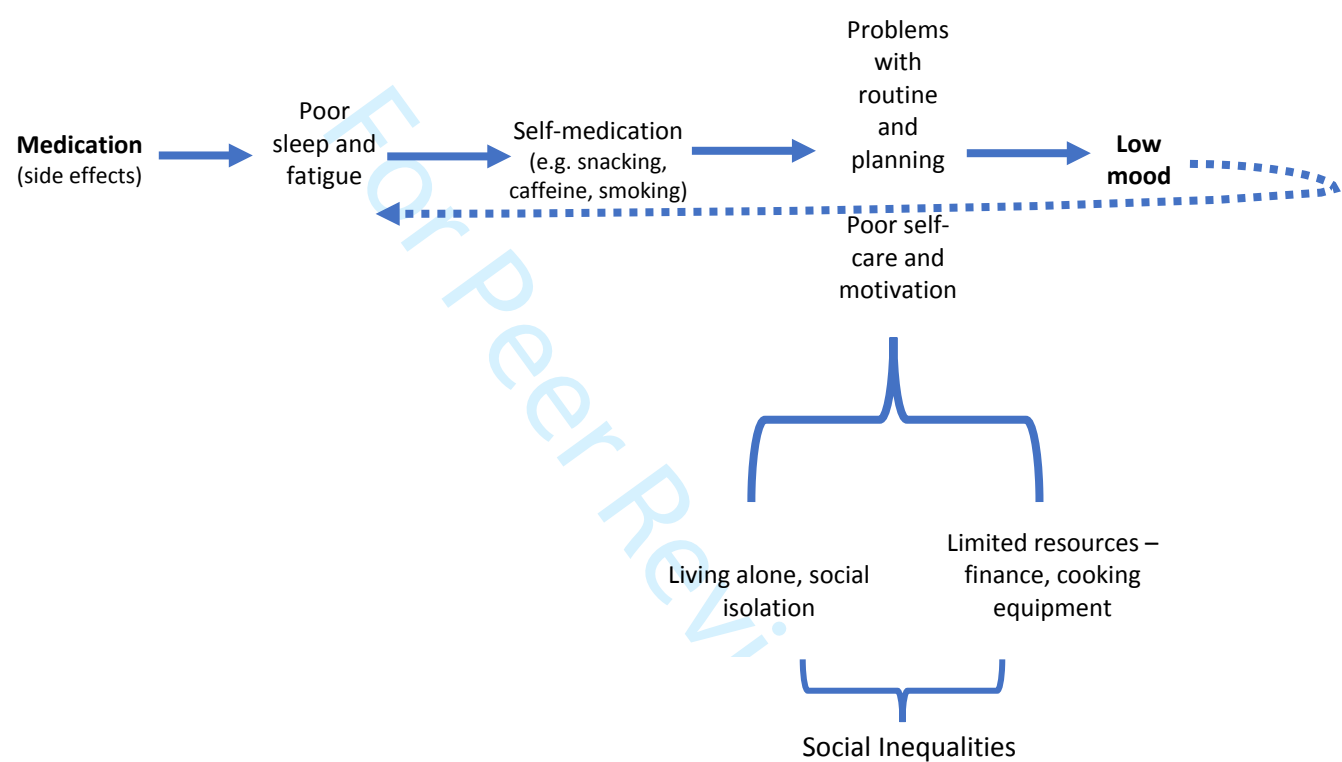 Medication
(side effects)
Poor
sleep and
fatigue
Self-medication
(e.g. snacking,
caffeine, smoking)
Problems
with
routine
and
planning
Low
mood
Poor self-
care and
motivation
Living alone, social
isolation
Limited resources –
finance, cooking
equipment
Social Inequalities
For Peer Revi